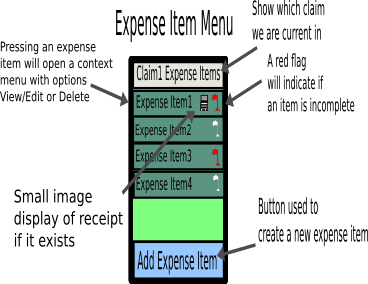 Expense Item Menu
Show which claim
we are current in
Pressing an expense
item will open a context
menu with options
View/Edit or Delete
A red flag
will indicate if
an item is incomplete
Claim1 Expense Items
Expense Item1
Expense Item2
Expense Item3
Expense Item4
Small image
display of receipt
if it exists
Button used to
create a new expense item
Add Expense Item